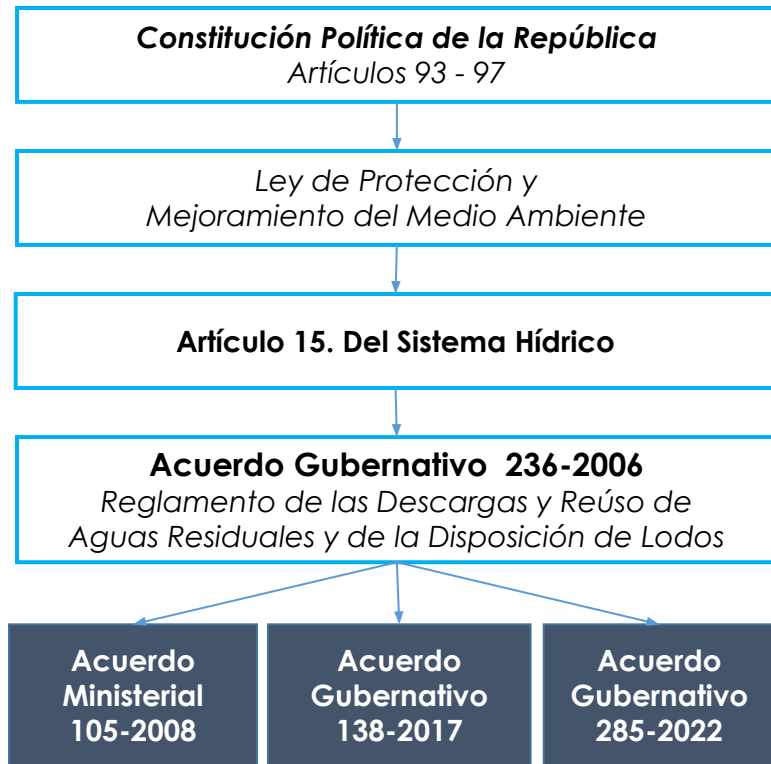 Constitución Política de la República
Artículos 93 - 97
Ley de Protección y
Mejoramiento del Medio Ambiente
Artículo 15. Del Sistema Hídrico
Acuerdo Gubernativo 236-2006
Reglamento de las Descargas y Reúso de
Aguas Residuales y de la Disposición de Lodos
Acuerdo
Ministerial
105-2008
Acuerdo
Gubernativo
138-2017
Acuerdo
Gubernativo
285-2022